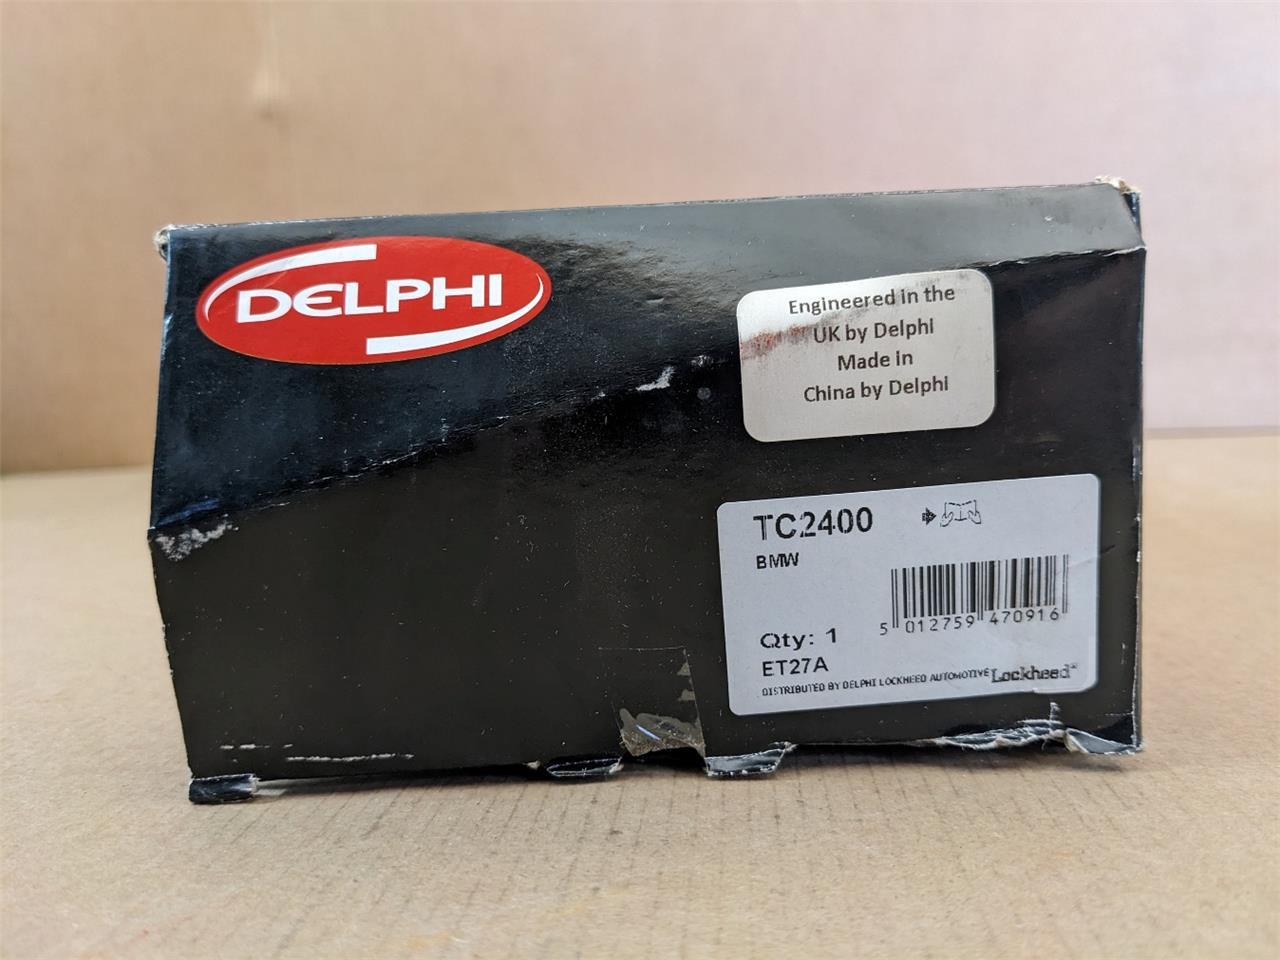 DELPHI
Engineered in the
UK by Delphi
Made in
China by Delphi
TC2400
BMW
5 012759 470916
Qty: 1
ET27A
DISTRIBUTED BY DELPHI LOCKHEED AUTOMOTIVE Lockheed®